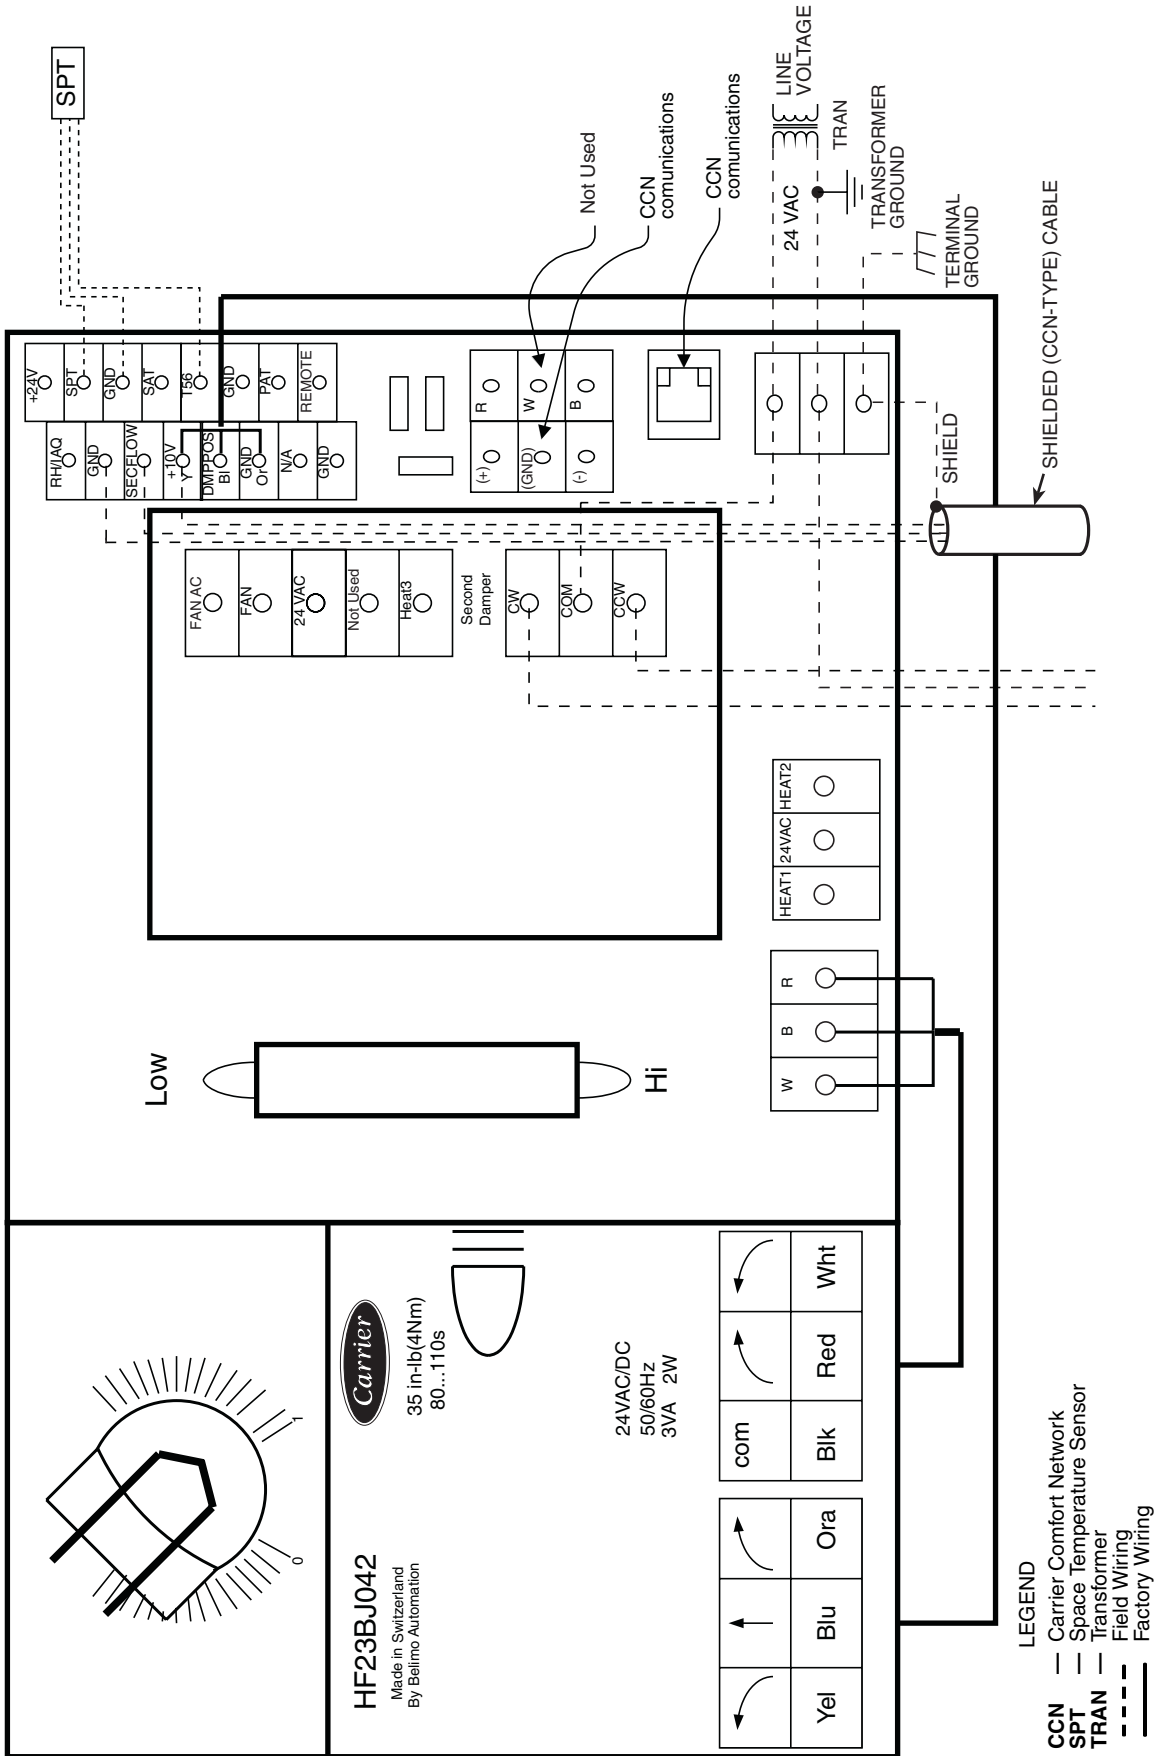 SPT
+24V
SPT
GND
SAT
T56
GND
PAT
REMOTE
RH/IAQ
GND
SECFLOW
+10V
Y
DMPPOS
Bl
GND
Or
N/A
GND
R
W
B
(+)
(GND)
(-)
Not Used
CCN
comunications
CCN
comunications
LINE
VOLTAGE
TRAN
24 VAC
TRANSFORMER
GROUND
TERMINAL
GROUND
SHIELD
SHIELDED (CCN-TYPE) CABLE
FAN AC
FAN
24 VAC
Not Used
Heat3
Second
Damper
CW
COM
CCW
HEAT1
24VAC
HEAT2
W
B
R
Low
Hi
0
1
Carrier
35 in-lb(4Nm)
80...110s
HF23BJ042
Made in Switzerland
By Belimo Automation
24VAC/DC
50/60Hz
3VA 2W
com
Yel
Blu
Ora
Blk
Red
Wht
LEGEND
CCN — Carrier Comfort Network
SPT — Space Temperature Sensor
TRAN — Transformer
Field Wiring
Factory Wiring